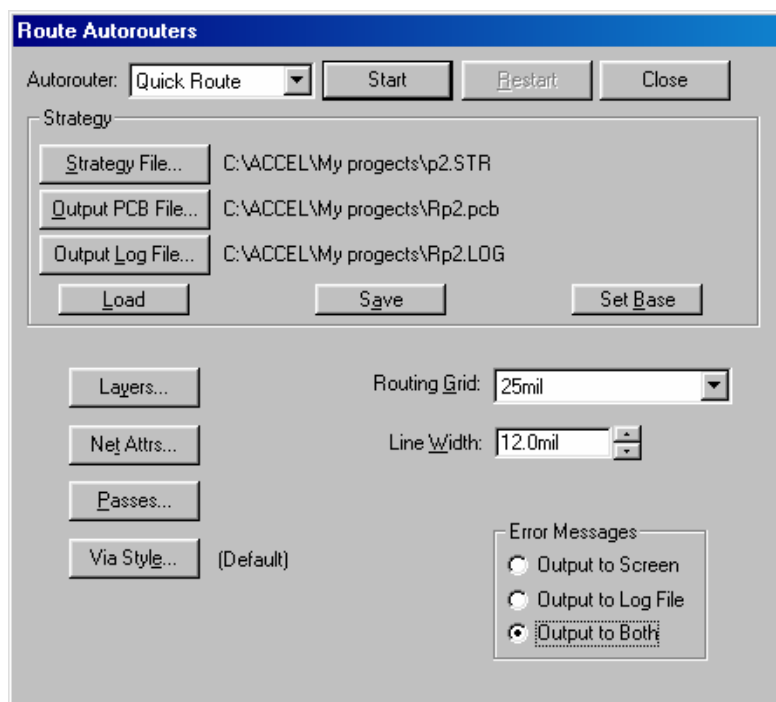 Route Autorouters
Autorouter: Quick Route Start Restart Close
Strategy
Strategy File... C:\ACCEL\My progects\p2.STR
Output PCB File... C:\ACCEL\My progects\Rp2.pcb
Output Log File... C:\ACCEL\My progects\Rp2.LOG
Load Save Set Base
Layers... Routing Grid: 25mil
Net Attrs... Line Width: 12.0mil
Passes...
Via Style... (Default)
Error Messages
Output to Screen
Output to Log File
Output to Both